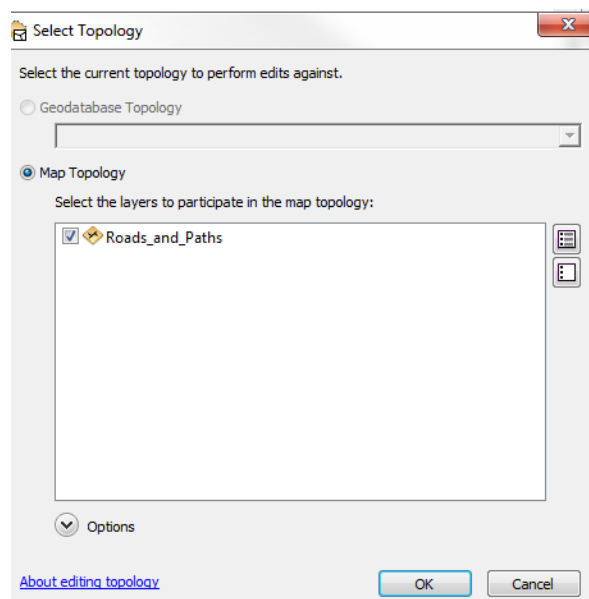 Select Topology
Select the current topology to perform edits against.
Geodatabase Topology
Map Topology
Select the layers to participate in the map topology:
Roads_and_Paths
Options
About editing topology
OK
Cancel